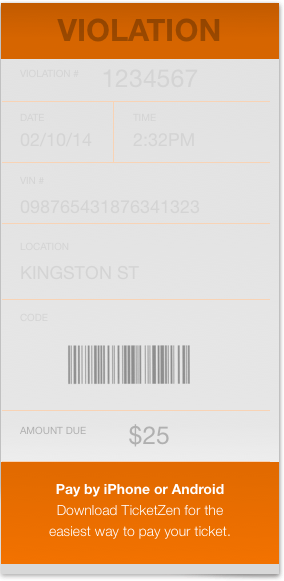 VIOLATION
VIOLATION # 1234567
DATE TIME
02/10/14 2:32PM
VIN #
098765431876341323
LOCATION
KINGSTON ST
CODE
AMOUNT DUE $25
Pay by iPhone or Android
Download TicketZen for the
easiest way to pay your ticket.